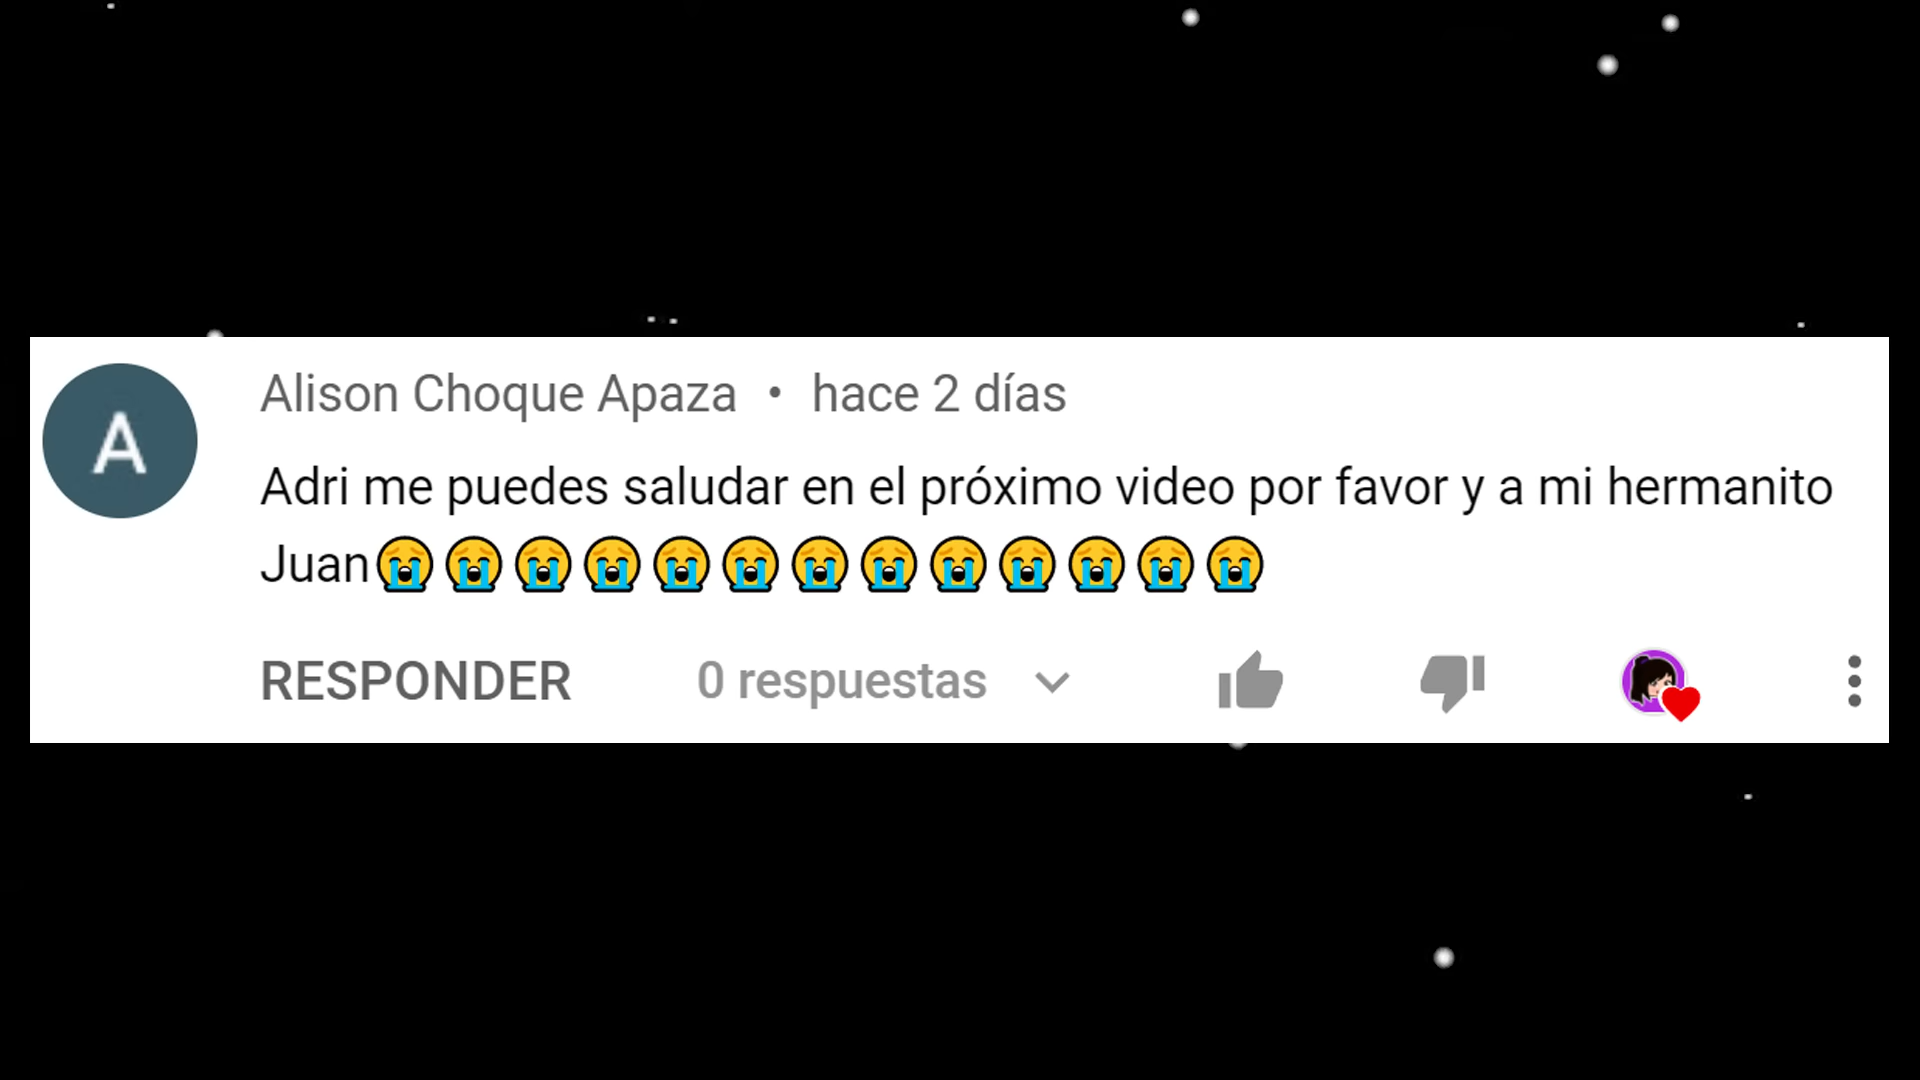 A
Alison Choque Apaza • hace 2 días
Adri me puedes saludar en el próximo video por favor y a mi hermanito
Juan😭😭😭😭😭😭😭😭😭😭😭😭😭
RESPONDER 0 respuestas